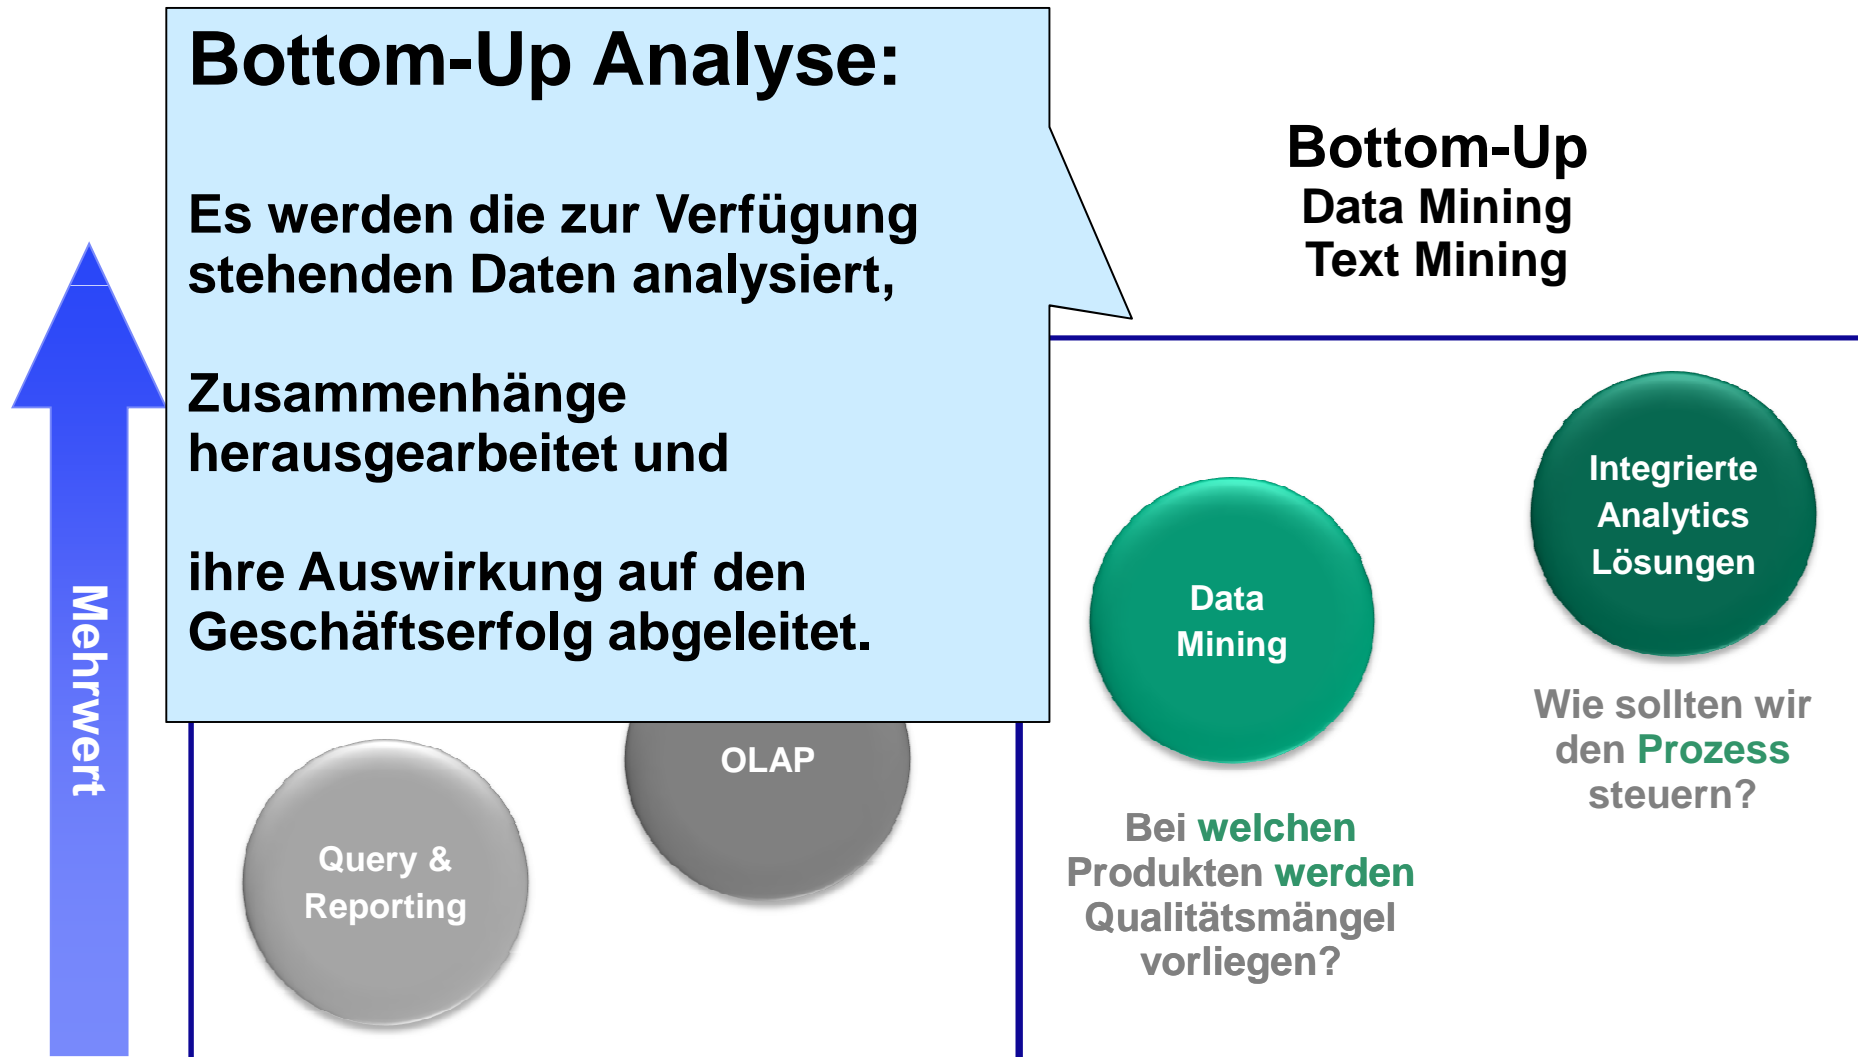 Bottom-Up Analyse:
Es werden die zur Verfügung
stehenden Daten analysiert,
Zusammenhänge
herausgearbeitet und
ihre Auswirkung auf den
Geschäftserfolg abgeleitet.
Bottom-Up
Data Mining
Text Mining
Mehrwert
Query &
Reporting
OLAP
Data
Mining
Bei welchen
Produkten werden
Qualitätsmängel
vorliegen?
Integrierte
Analytics
Lösungen
Wie sollten wir
den Prozess
steuern?